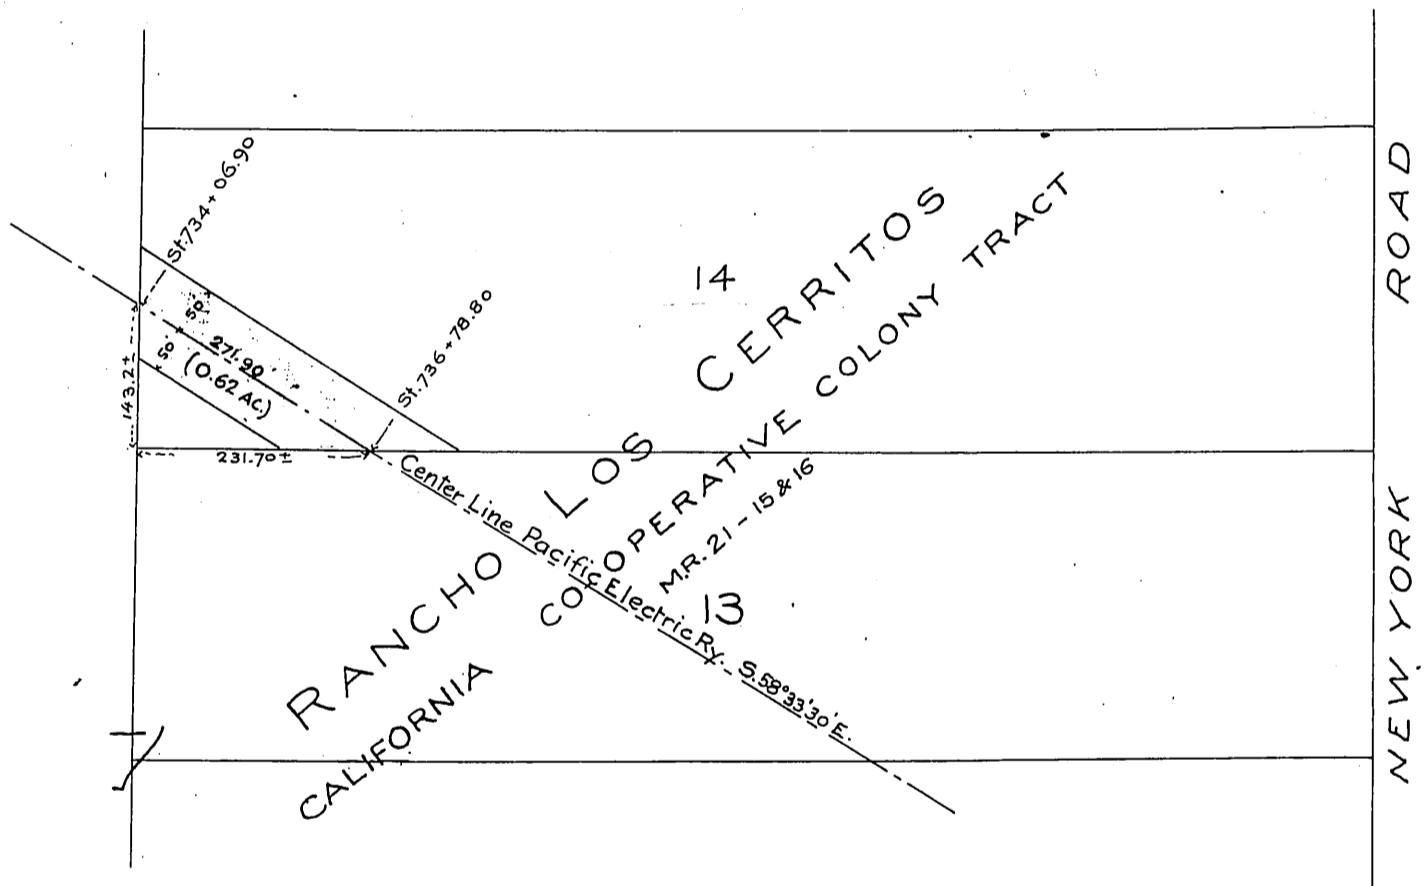 St.734+06.90
St.736+78.80
50'
50'
271.90'
(0.62 AC.)
143.2±
231.70±
14
13
RANCHO LOS CERRITOS
CALIFORNIA CO OPERATIVE COLONY TRACT
M.R. 21 - 15 & 16
Center Line Pacific Electric Ry. S.58°33'30"E.
NEW YORK ROAD